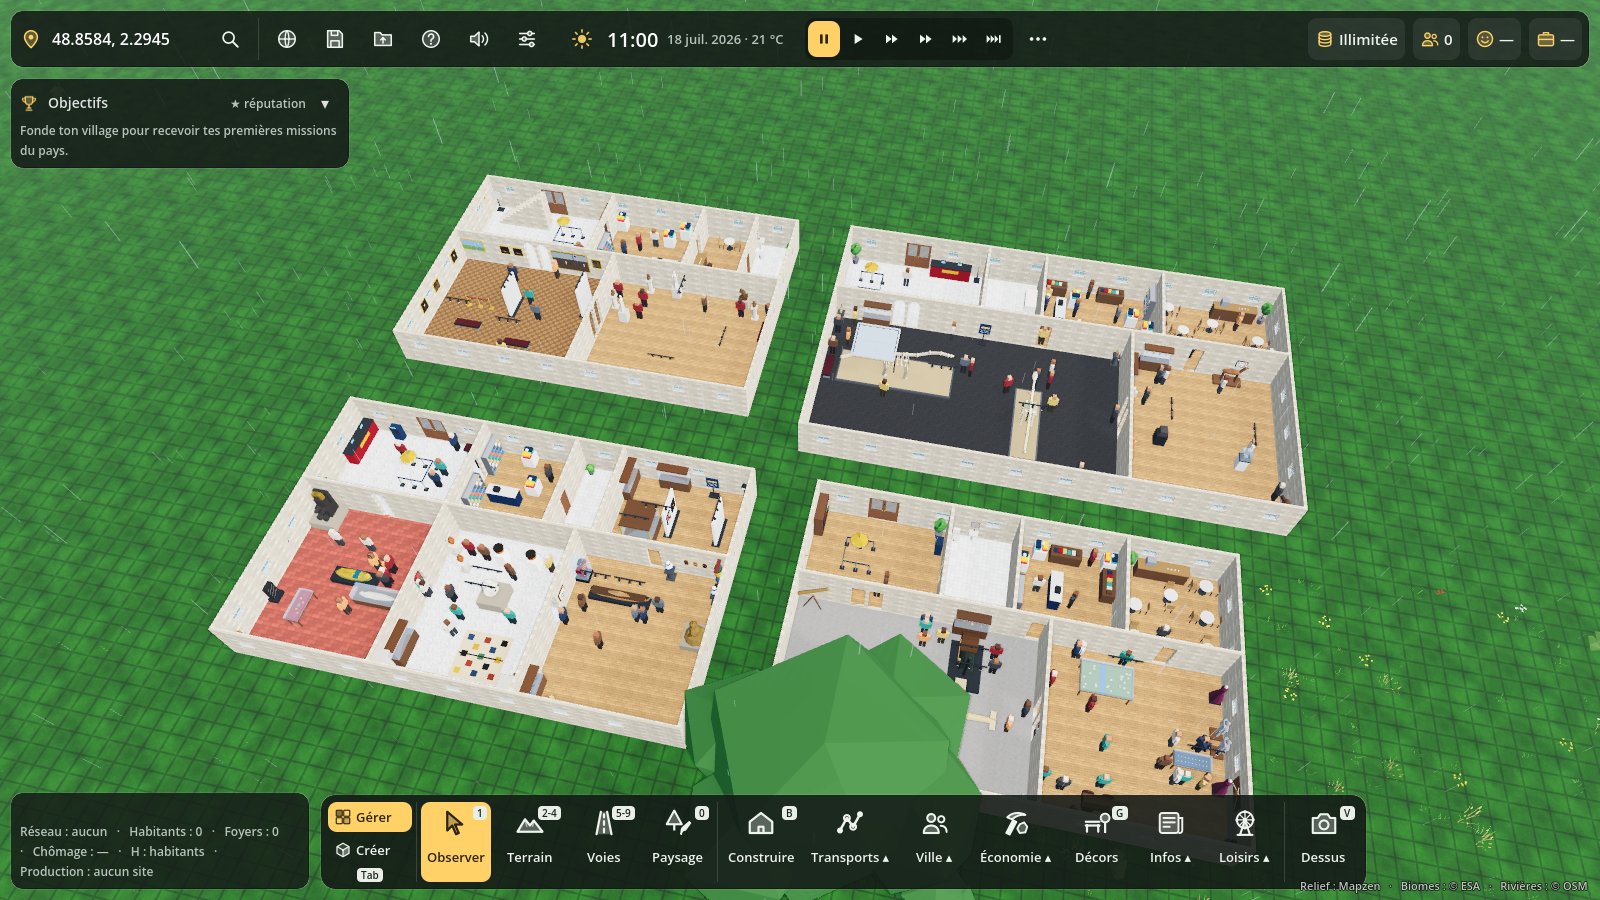 48.8584, 2.2945
11:00 18 juil. 2026 · 21 °C
Illimitée
0
—
—
Objectifs
★ réputation ▼
Fonde ton village pour recevoir tes premières missions
du pays.
Réseau : aucun · Habitants : 0 · Foyers : 0
· Chômage : — · H : habitants ·
Production : aucun site
Gérer
Créer
Tab
1
Observer
2-4
Terrain
5-9
Voies
0
Paysage
B
Construire
Transports ▴
Ville ▴
Économie ▴
G
Décors
Infos ▴
Loisirs ▴
V
Dessus
Relief : Mapzen · Biomes : © ESA · Rivières : © OSM